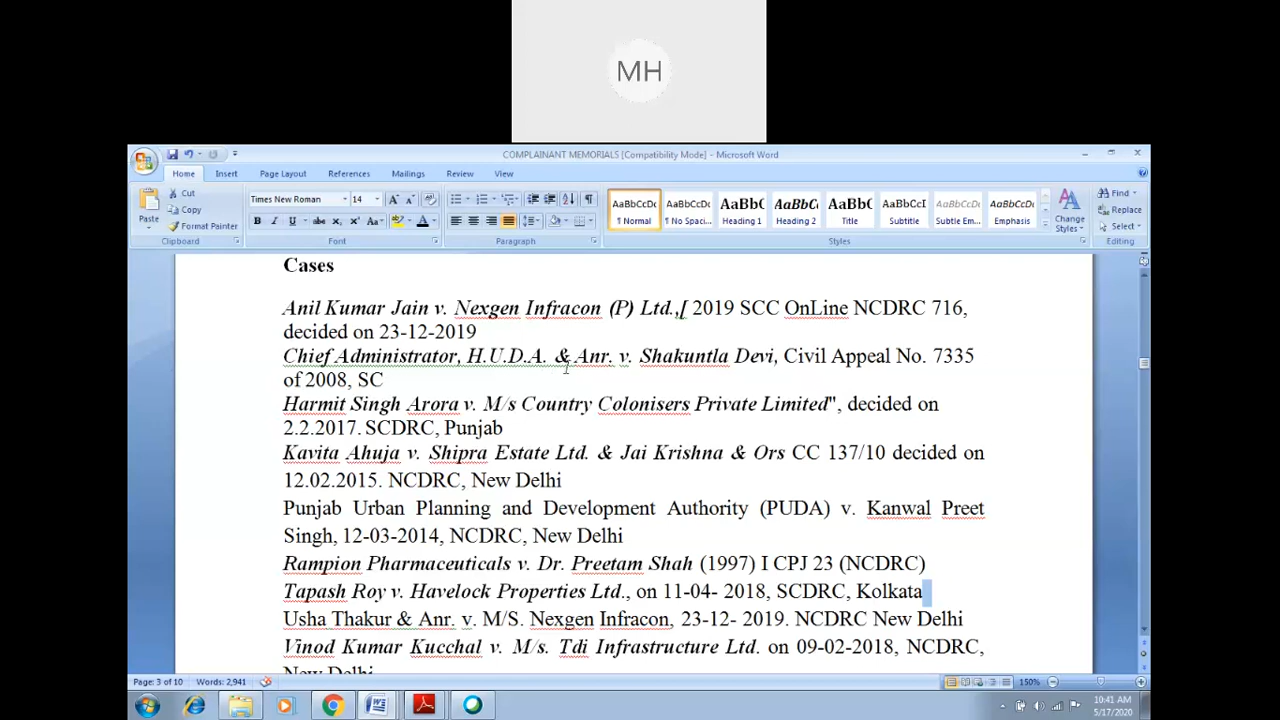 MH
COMPLAINANT MEMORIALS [Compatibility Mode] - Microsoft Word
Home Insert Page Layout References Mailings Review View
Paste
Cut
Copy
Format Painter
Clipboard
Times New Roman 14
Font
Paragraph
AaBbCcDc AaBbCcDc AaBbC AaBbCc AaBbC AaBbCcI AaBbCcDc AaBbCcDc
¶ Normal ¶ No Spaci... Heading 1 Heading 2 Title Subtitle Subtle Em... Emphasis
Change Styles
Styles
Find
Replace
Select
Editing
Cases
Anil Kumar Jain v. Nexgen Infracon (P) Ltd.,[ 2019 SCC OnLine NCDRC 716,
decided on 23-12-2019
Chief Administrator, H.U.D.A. & Anr. v. Shakuntla Devi, Civil Appeal No. 7335
of 2008, SC
Harmit Singh Arora v. M/s Country Colonisers Private Limited", decided on
2.2.2017. SCDRC, Punjab
Kavita Ahuja v. Shipra Estate Ltd. & Jai Krishna & Ors CC 137/10 decided on
12.02.2015. NCDRC, New Delhi
Punjab Urban Planning and Development Authority (PUDA) v. Kanwal Preet
Singh, 12-03-2014, NCDRC, New Delhi
Rampion Pharmaceuticals v. Dr. Preetam Shah (1997) I CPJ 23 (NCDRC)
Tapash Roy v. Havelock Properties Ltd., on 11-04- 2018, SCDRC, Kolkata
Usha Thakur & Anr. v. M/S. Nexgen Infracon, 23-12- 2019. NCDRC New Delhi
Vinod Kumar Kucchal v. M/s. Tdi Infrastructure Ltd. on 09-02-2018, NCDRC,
New Delhi
Page: 3 of 10 Words: 2,941 150%
10:41 AM
5/17/2020